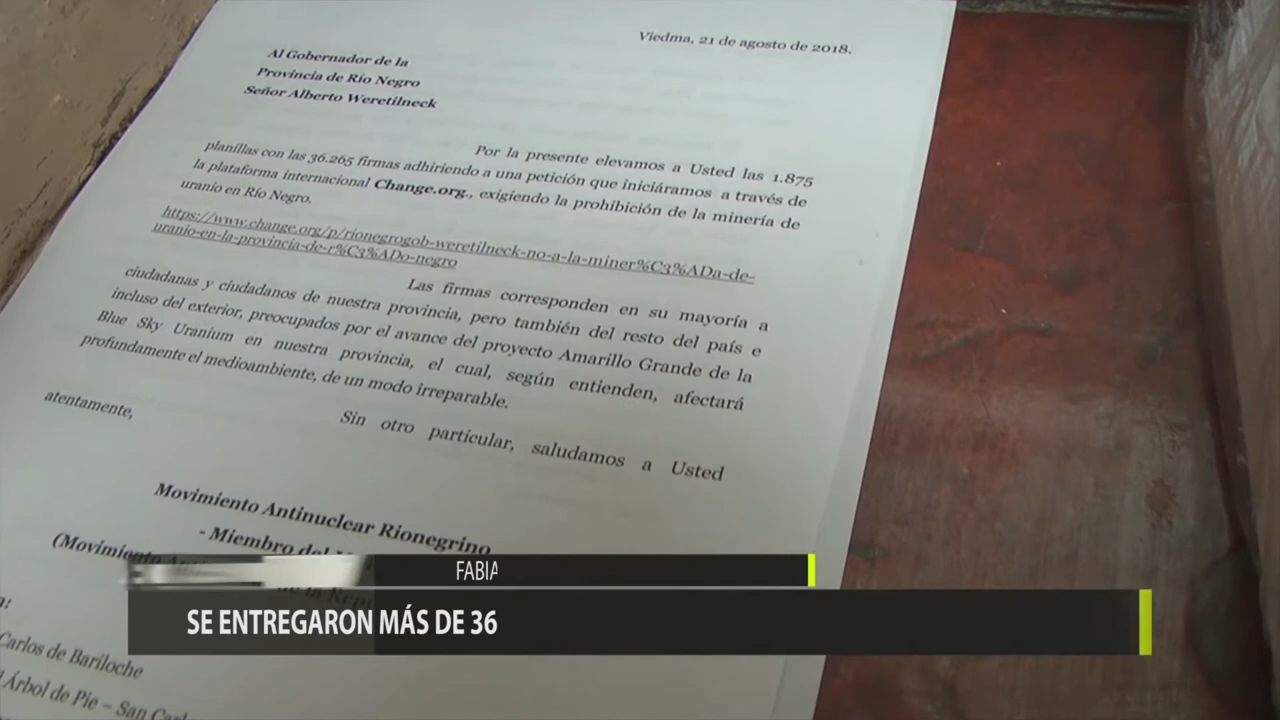 Viedma, 21 de agosto de 2018.
Al Gobernador de la
Provincia de Río Negro
Señor Alberto Weretilneck
Por la presente elevamos a Usted las 1.875
planillas con las 36.265 firmas adhiriendo a una petición que iniciáramos a través de
la plataforma internacional Change.org., exigiendo la prohibición de la minería de
uranio en Río Negro.
https://www.change.org/p/rionegrogob-weretilneck-no-a-la-miner%C3%ADa-de-
uranio-en-la-provincia-de-r%C3%ADo-negro
Las firmas corresponden en su mayoría a
ciudadanas y ciudadanos de nuestra provincia, pero también del resto del país e
incluso del exterior, preocupados por el avance del proyecto Amarillo Grande de la
Blue Sky Uranium en nuestra provincia, el cual, según entienden, afectará
profundamente el medioambiente, de un modo irreparable.
Sin otro particular, saludamos a Usted
atentamente,
Movimiento Antinuclear Rionegrino
- Miembro del
(Movimiento
de la
FABIA
SE ENTREGARON MÁS DE 36
Carlos de Bariloche
Árbol de Pie – San